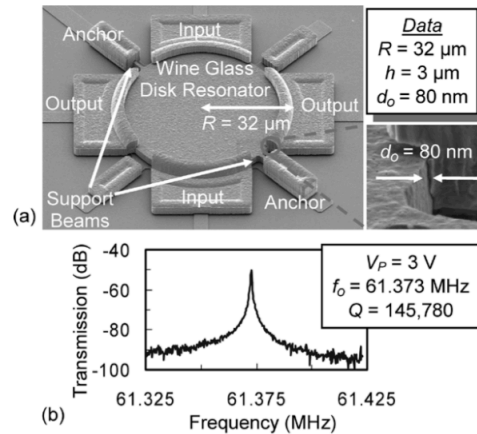 (a)
Anchor
Input
Wine Glass
Disk Resonator
Output
R = 32 μm
Output
Support
Beams
Input
Anchor
Data
R = 32 μm
h = 3 μm
dₒ = 80 nm
dₒ = 80 nm
(b)
Transmission (dB)
-40
-60
-80
-100
V_P = 3 V
fₒ = 61.373 MHz
Q = 145,780
61.325
61.375
61.425
Frequency (MHz)